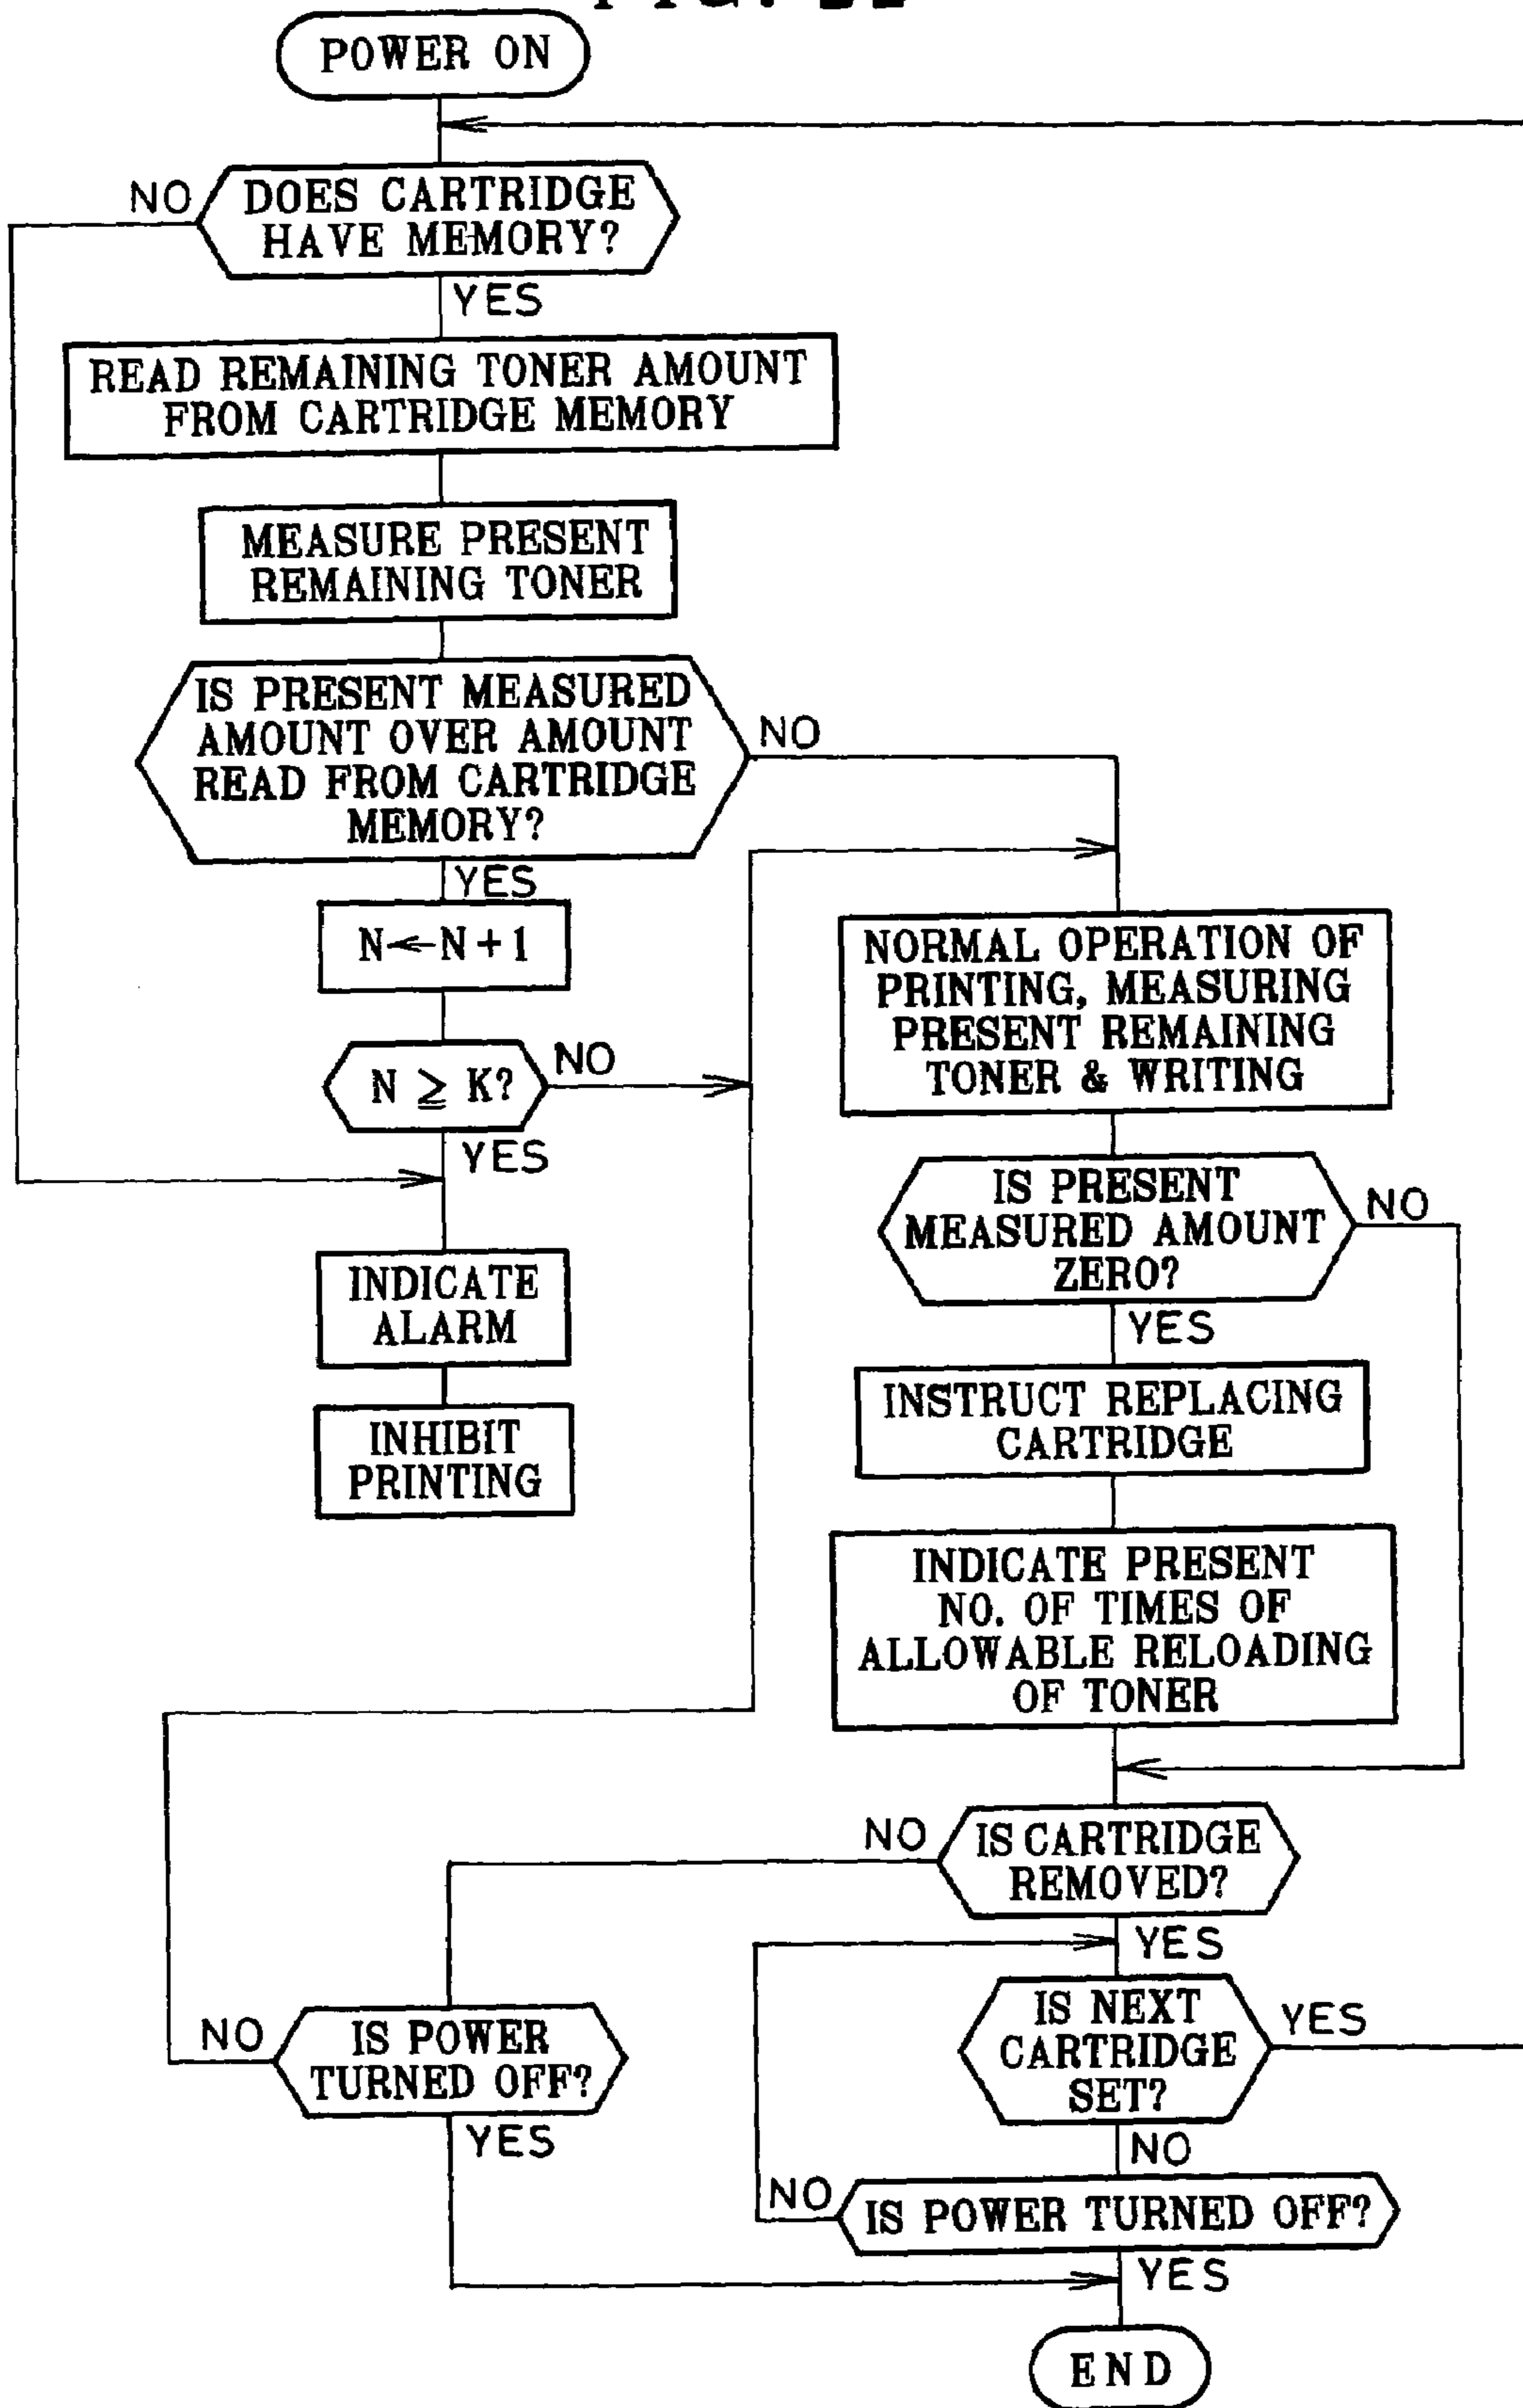 POWER ON
NO
DOES CARTRIDGE
HAVE MEMORY?
YES
READ REMAINING TONER AMOUNT
FROM CARTRIDGE MEMORY
MEASURE PRESENT
REMAINING TONER
IS PRESENT MEASURED
AMOUNT OVER AMOUNT
READ FROM CARTRIDGE
MEMORY?
NO
YES
N←N+1
N ≧ K?
NO
YES
INDICATE
ALARM
INHIBIT
PRINTING
NORMAL OPERATION OF
PRINTING, MEASURING
PRESENT REMAINING
TONER & WRITING
IS PRESENT
MEASURED AMOUNT
ZERO?
NO
YES
INSTRUCT REPLACING
CARTRIDGE
INDICATE PRESENT
NO. OF TIMES OF
ALLOWABLE RELOADING
OF TONER
NO
IS CARTRIDGE
REMOVED?
YES
NO
IS POWER
TURNED OFF?
YES
IS NEXT
CARTRIDGE
SET?
YES
NO
NO
IS POWER TURNED OFF?
YES
END